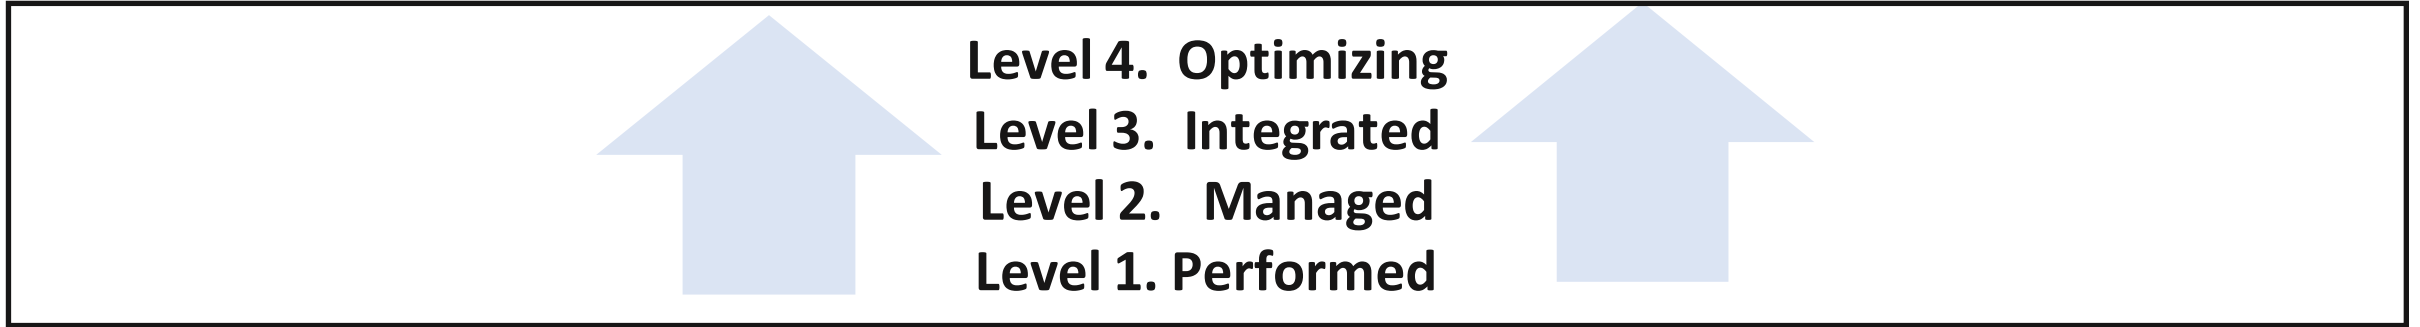 Level 4. Optimizing
Level 3. Integrated
Level 2. Managed
Level 1. Performed